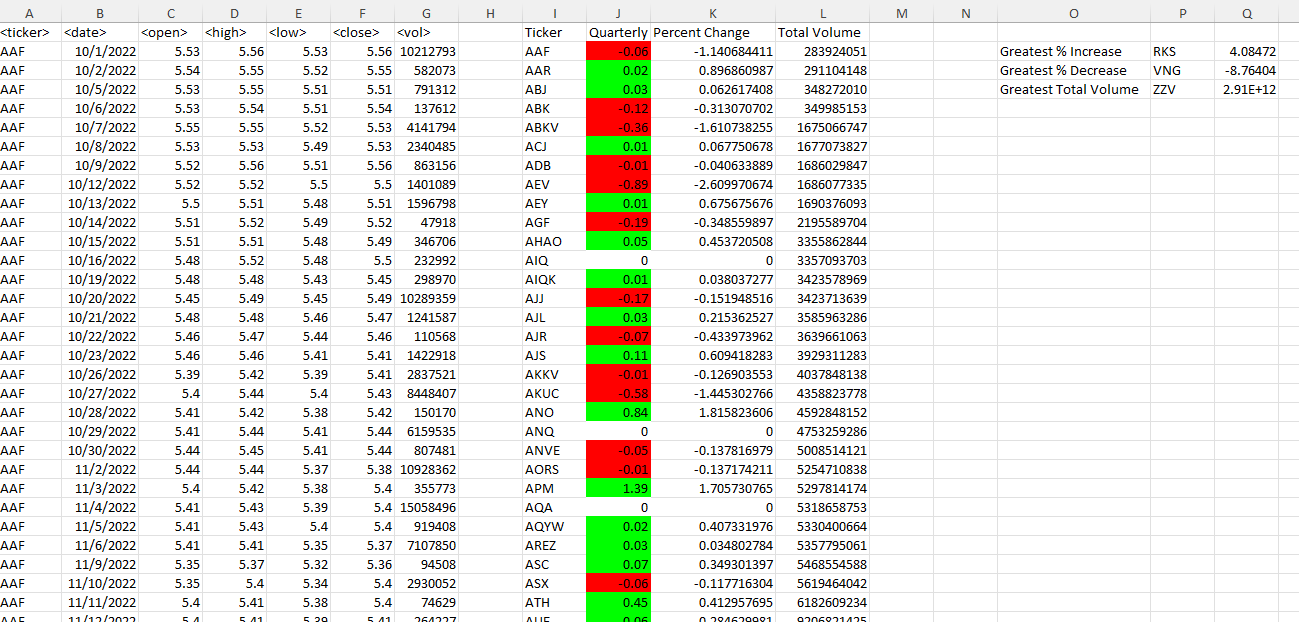 A B C D E F G H I J K L M N O P Q
<ticker> <date> <open> <high> <low> <close> <vol> Ticker Quarterly Percent Change Total Volume
AAF 10/1/2022 5.53 5.56 5.53 5.56 10212793 AAF -0.06 -1.140684411 283924051 Greatest % Increase RKS 4.08472
AAF 10/2/2022 5.54 5.55 5.52 5.55 582073 AAR 0.02 0.896860987 291104148 Greatest % Decrease VNG -8.76404
AAF 10/5/2022 5.53 5.55 5.51 5.51 791312 ABJ 0.03 0.062617408 348272010 Greatest Total Volume ZZV 2.91E+12
AAF 10/6/2022 5.53 5.54 5.51 5.54 137612 ABK -0.12 -0.313070702 349985153
AAF 10/7/2022 5.55 5.55 5.52 5.53 4141794 ABKV -0.36 -1.610738255 1675066747
AAF 10/8/2022 5.53 5.53 5.49 5.53 2340485 ACJ 0.01 0.067750678 1677073827
AAF 10/9/2022 5.52 5.56 5.51 5.56 863156 ADB -0.01 -0.040633889 1686029847
AAF 10/12/2022 5.52 5.52 5.5 5.5 1401089 AEV -0.89 -2.609970674 1686077335
AAF 10/13/2022 5.5 5.51 5.48 5.51 1596798 AEY 0.01 0.675675676 1690376093
AAF 10/14/2022 5.51 5.52 5.49 5.52 47918 AGF -0.19 -0.348559897 2195589704
AAF 10/15/2022 5.51 5.51 5.48 5.49 346706 AHAO 0.05 0.453720508 3355862844
AAF 10/16/2022 5.48 5.52 5.48 5.5 232992 AIQ 0 0 3357093703
AAF 10/19/2022 5.48 5.48 5.43 5.45 298970 AIQK 0.01 0.038037277 3423578969
AAF 10/20/2022 5.45 5.49 5.45 5.49 10289359 AJJ -0.17 -0.151948516 3423713639
AAF 10/21/2022 5.48 5.48 5.46 5.47 1241587 AJL 0.03 0.215362527 3585963286
AAF 10/22/2022 5.46 5.47 5.44 5.46 110568 AJR -0.07 -0.433973962 3639661063
AAF 10/23/2022 5.46 5.46 5.41 5.41 1422918 AJS 0.11 0.609418283 3929311283
AAF 10/26/2022 5.39 5.42 5.39 5.41 2837521 AKKV -0.01 -0.126903553 4037848138
AAF 10/27/2022 5.4 5.44 5.4 5.43 8448407 AKUC -0.58 -1.445302766 4358823778
AAF 10/28/2022 5.41 5.42 5.38 5.42 150170 ANO 0.84 1.815823606 4592848152
AAF 10/29/2022 5.41 5.44 5.41 5.44 6159535 ANQ 0 0 4753259286
AAF 10/30/2022 5.44 5.45 5.41 5.44 807481 ANVE -0.05 -0.137816979 5008514121
AAF 11/2/2022 5.44 5.44 5.37 5.38 10928362 AORS -0.01 -0.137174211 5254710838
AAF 11/3/2022 5.4 5.42 5.38 5.4 355773 APM 1.39 1.705730765 5297814174
AAF 11/4/2022 5.41 5.43 5.39 5.4 15058496 AQA 0 0 5318658753
AAF 11/5/2022 5.41 5.43 5.4 5.4 919408 AQYW 0.02 0.407331976 5330400664
AAF 11/6/2022 5.41 5.41 5.35 5.37 7107850 AREZ 0.03 0.034802784 5357795061
AAF 11/9/2022 5.35 5.37 5.32 5.36 94508 ASC 0.07 0.349301397 5468554588
AAF 11/10/2022 5.35 5.4 5.34 5.4 2930052 ASX -0.06 -0.117716304 5619464042
AAF 11/11/2022 5.4 5.41 5.38 5.4 74629 ATH 0.45 0.412957695 6182609234
AAF 11/12/2022 5.4 5.41 5.39 5.41 264227 0.06 0.284629981 9206821425